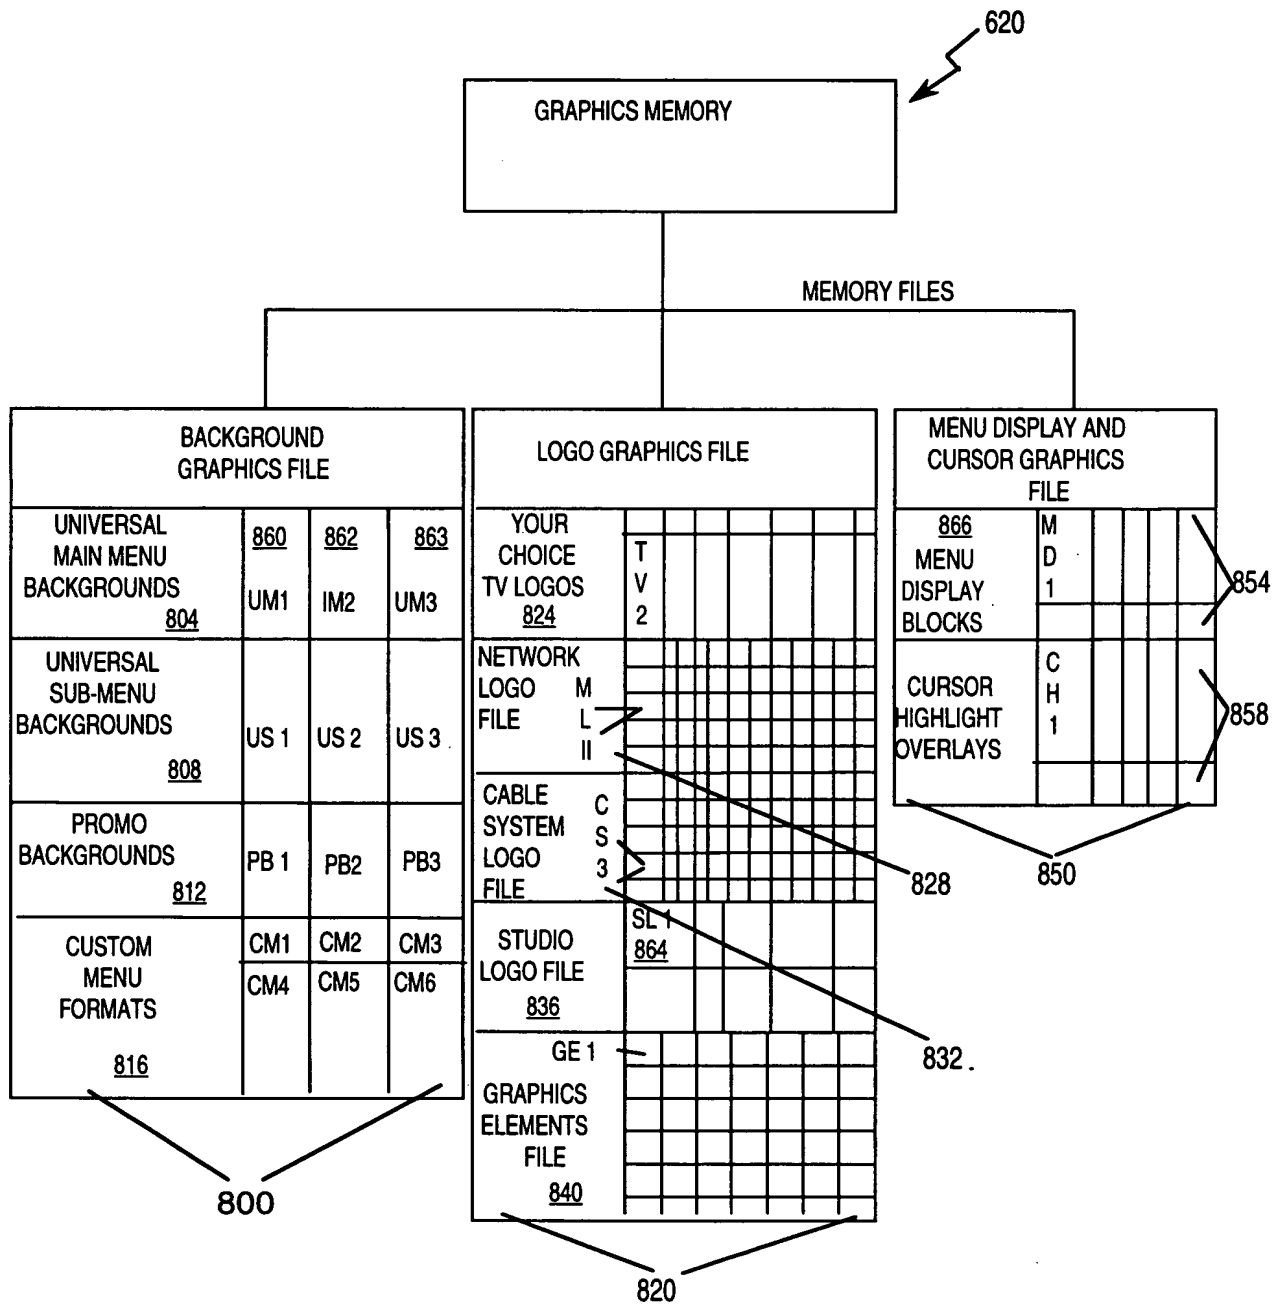 620
GRAPHICS MEMORY
MEMORY FILES
BACKGROUND
GRAPHICS FILE
UNIVERSAL
MAIN MENU
BACKGROUNDS
804
860
862
863
UM1
IM2
UM3
UNIVERSAL
SUB-MENU
BACKGROUNDS
808
US 1
US 2
US 3
PROMO
BACKGROUNDS
812
PB 1
PB2
PB3
CUSTOM
MENU
FORMATS
816
CM1
CM2
CM3
CM4
CM5
CM6
800
LOGO GRAPHICS FILE
YOUR
CHOICE
TV LOGOS
824
T
V
2
NETWORK
LOGO
FILE
M
L
II
828
CABLE
SYSTEM
LOGO
FILE
C
S
3
832
STUDIO
LOGO FILE
836
SL 1
864
GE 1
GRAPHICS
ELEMENTS
FILE
840
820
MENU DISPLAY AND
CURSOR GRAPHICS
FILE
866
MENU
DISPLAY
BLOCKS
M
D
1
854
CURSOR
HIGHLIGHT
OVERLAYS
C
H
1
858
850